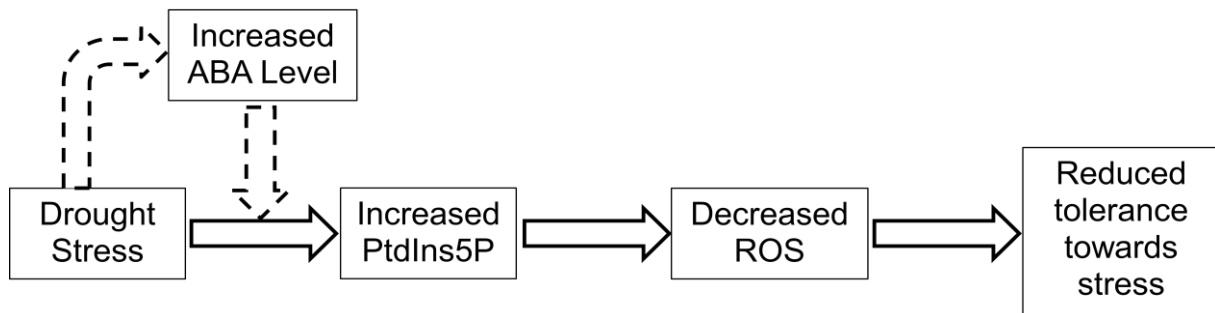 Increased
ABA Level
Drought
Stress
Increased
PtdIns5P
Decreased
ROS
Reduced
tolerance
towards
stress